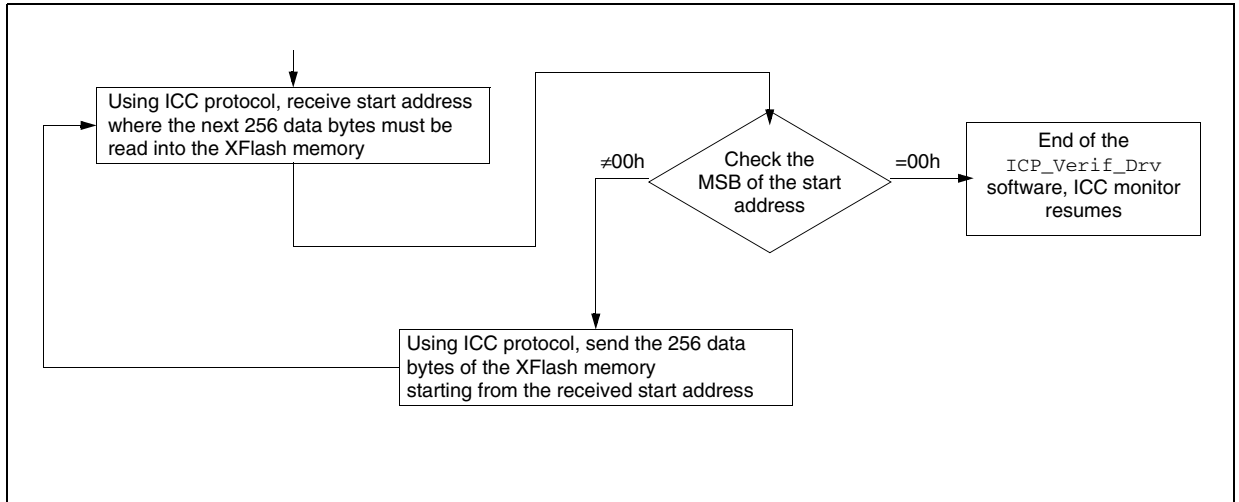 Using ICC protocol, receive start address
where the next 256 data bytes must be
read into the XFlash memory
≠00h
Check the
MSB of the start
address
=00h
End of the
ICP_Verif_Drv
software, ICC monitor
resumes
Using ICC protocol, send the 256 data
bytes of the XFlash memory
starting from the received start address